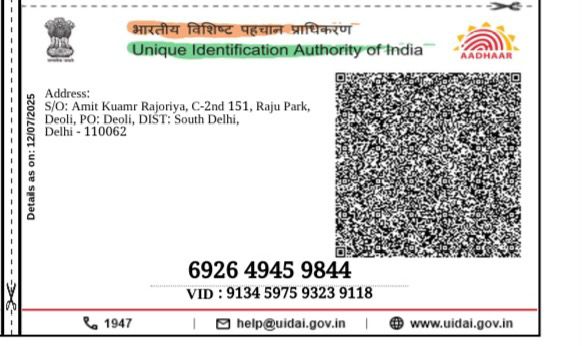 भारतीय विशिष्ट पहचान प्राधिकरण
Unique Identification Authority of India
AADHAAR
Details as on: 12/07/2025
Address:
S/O: Amit Kuamr Rajoriya, C-2nd 151, Raju Park,
Deoli, PO: Deoli, DIST: South Delhi,
Delhi - 110062
6926 4945 9844
VID : 9134 5975 9323 9118
1947 | help@uidai.gov.in | www.uidai.gov.in